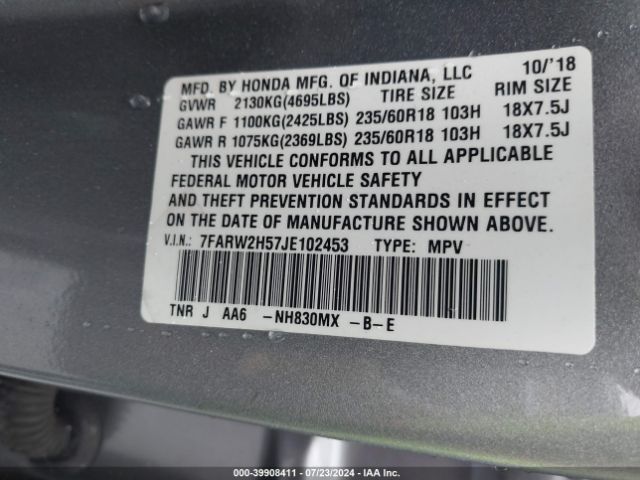 MFD. BY HONDA MFG. OF INDIANA, LLC 10/'18
GVWR 2130KG(4695LBS) TIRE SIZE RIM SIZE
GAWR F 1100KG(2425LBS) 235/60R18 103H 18X7.5J
GAWR R 1075KG(2369LBS) 235/60R18 103H 18X7.5J
THIS VEHICLE CONFORMS TO ALL APPLICABLE
FEDERAL MOTOR VEHICLE SAFETY
AND THEFT PREVENTION STANDARDS IN EFFECT
ON THE DATE OF MANUFACTURE SHOWN ABOVE.
V.I.N.: 7FARW2H57JE102453 TYPE: MPV
TNR J AA6 -NH830MX -B-E
000-39908411 - 07/23/2024 - IAA Inc.